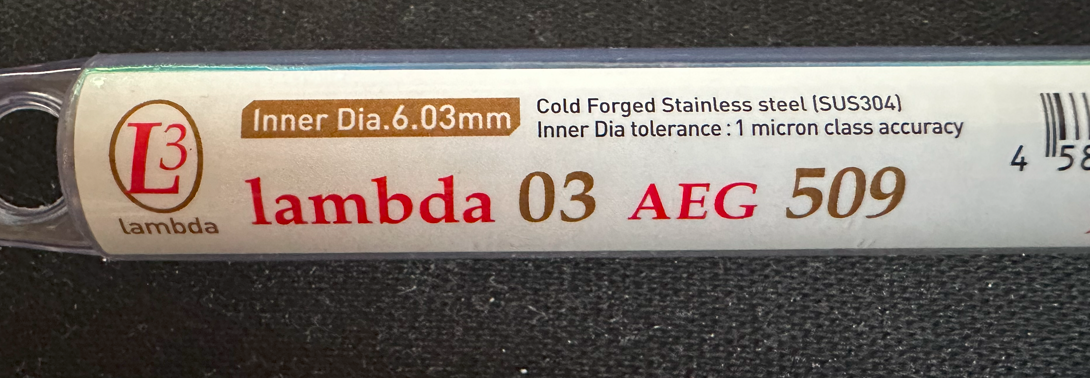 L3
lambda
Inner Dia.6.03mm
Cold Forged Stainless steel (SUS304)
Inner Dia tolerance : 1 micron class accuracy
lambda 03 AEG 509
4 58